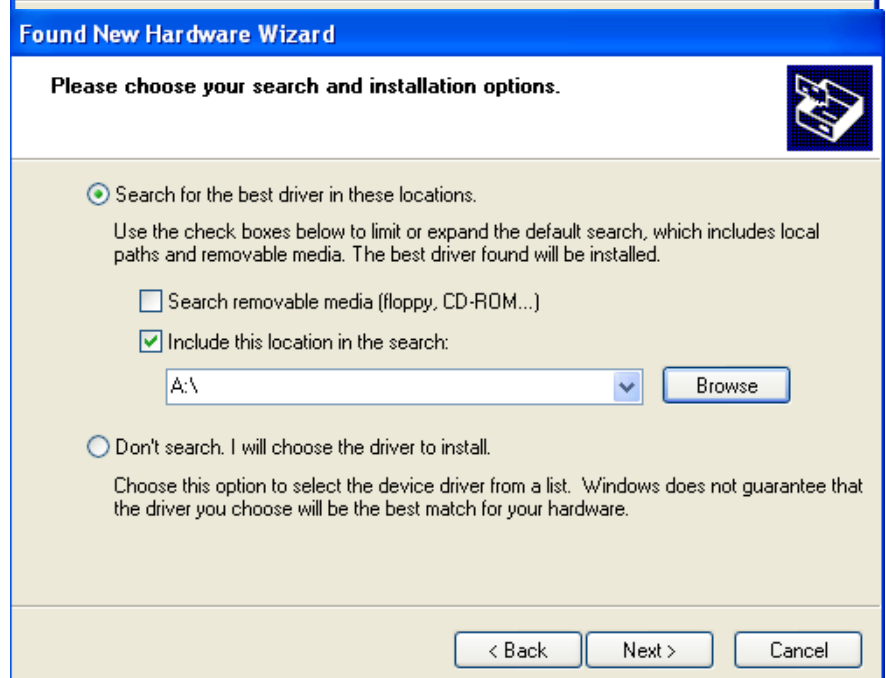 Found New Hardware Wizard
Please choose your search and installation options.
Search for the best driver in these locations.
Use the check boxes below to limit or expand the default search, which includes local
paths and removable media. The best driver found will be installed.
Search removable media (floppy, CD-ROM...)
Include this location in the search:
A:\
Browse
Don't search. I will choose the driver to install.
Choose this option to select the device driver from a list. Windows does not guarantee that
the driver you choose will be the best match for your hardware.
< Back Next > Cancel